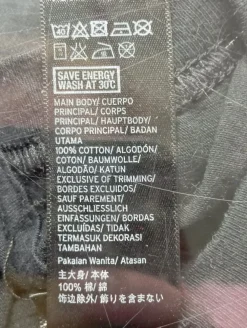 40
SAVE ENERGY
WASH AT 30°C
MAIN BODY/ CUERPO
PRINCIPAL/ CORPS
PRINCIPAL/ HAUPTBODY/
CORPO PRINCIPAL/ BADAN
UTAMA
100% COTTON/ ALGODÓN/
COTON/ BAUMWOLLE/
ALGODÃO/ KATUN
EXCLUSIVE OF TRIMMING/
BORDES EXCLUIDOS/
SAUF PAREMENT/
AUSSCHLIESSLICH
EINFASSUNGEN/ BORDAS
EXCLUÍDAS/ TIDAK
TERMASUK DEKORASI
TAMBAHAN
Pakaian Wanita/ Atasan
主大身/ 本体
100% 棉/ 綿
饰边除外/ 飾りを含まない